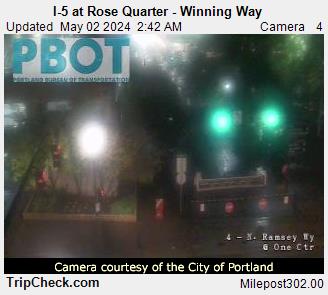 I-5 at Rose Quarter - Winning Way
Updated May 02 2024 2:42 AM Camera 4
PBOT
PORTLAND BUREAU OF TRANSPORTATION
4 - N. Ramsey Wy
@ One Ctr
Camera courtesy of the City of Portland
TripCheck.com Milepost302.00